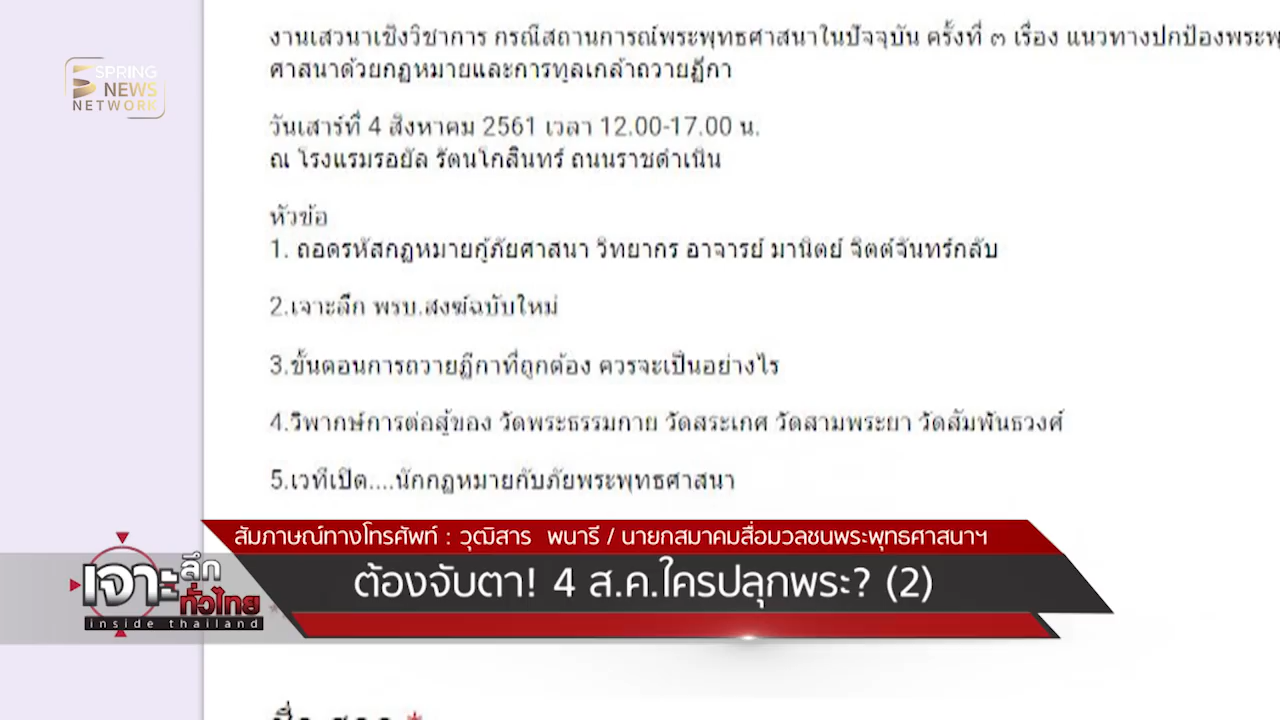 งานเสวนาเชิงวิชาการ กรณีสถานการณ์พระพุทธศาสนาในปัจจุบัน ครั้งที่ ๓ เรื่อง แนวทางปกป้องพระพุ
ศาสนาด้วยกฎหมายและการทูลเกล้าถวายฎีกา
SPRING
NEWS
NETWORK
วันเสาร์ที่ 4 สิงหาคม 2561 เวลา 12.00-17.00 น.
ณ โรงแรมรอยัล รัตนโกสินทร์ ถนนราชดำเนิน
หัวข้อ
1. ถอดรหัสกฎหมายกู้ภัยศาสนา วิทยากร อาจารย์ มานิตย์ จิตต์จันทร์กลับ
2.เจาะลึก พรบ.สงฆ์ฉบับใหม่
3.ขั้นตอนการถวายฎีกาที่ถูกต้อง ควรจะเป็นอย่างไร
4.วิพากษ์การต่อสู้ของ วัดพระธรรมกาย วัดสระเกศ วัดสามพระยา วัดสัมพันธวงศ์
5.เวทีเปิด....นักกฎหมายกับภัยพระพุทธศาสนา
สัมภาษณ์ทางโทรศัพท์ : วุฒิสาร พนารี / นายกสมาคมสื่อมวลชนพระพุทธศาสนาฯ
ต้องจับตา! 4 ส.ค.ใครปลุกพระ? (2)
เจาะลึก
ทั่วไทย
inside thailand